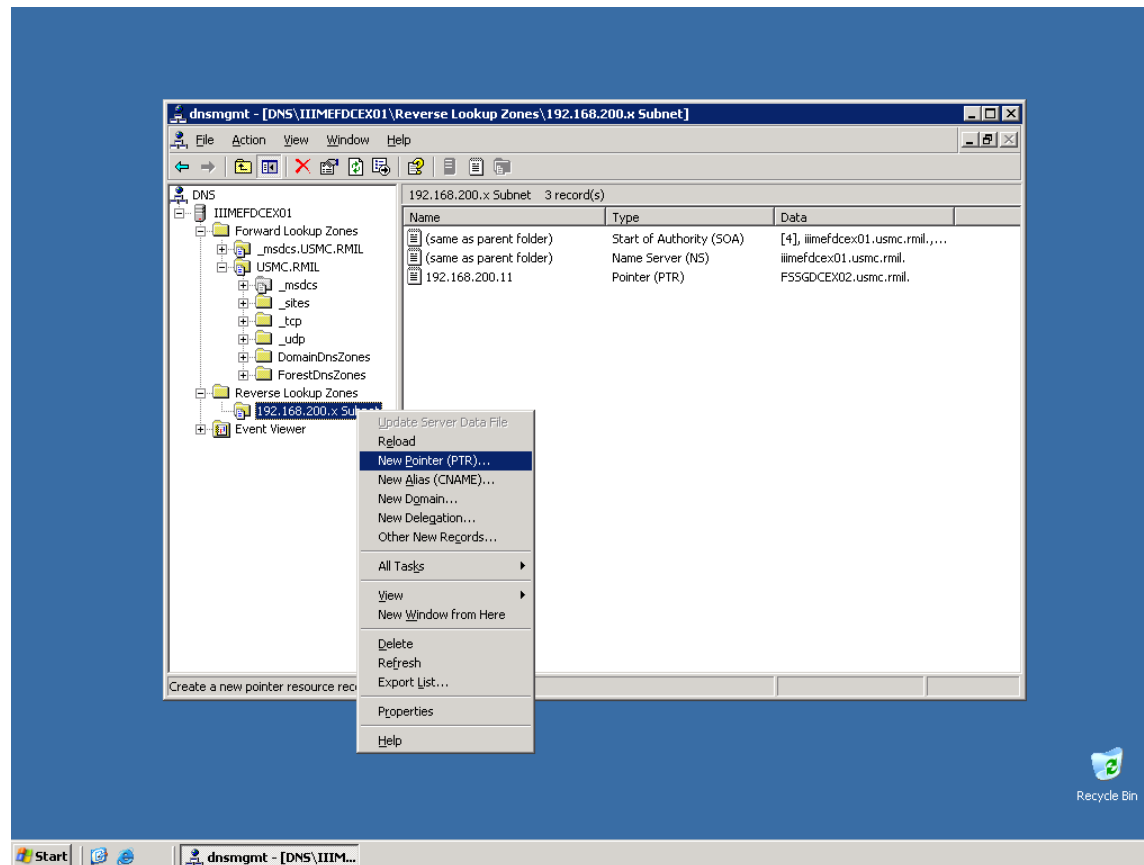 dnsmgmt - [DNS\IIIMEFDCEX01\Reverse Lookup Zones\192.168.200.x Subnet]
File Action View Window Help
DNS
IIIMEFDCEX01
Forward Lookup Zones
_msdcs.USMC.RMIL
USMC.RMIL
_msdcs
_sites
_tcp
_udp
DomainDnsZones
ForestDnsZones
Reverse Lookup Zones
192.168.200.x Subnet
Event Viewer
192.168.200.x Subnet 3 record(s)
Name Type Data
(same as parent folder) Start of Authority (SOA) [4], iiimefdcex01.usmc.rmil.,...
(same as parent folder) Name Server (NS) iiimefdcex01.usmc.rmil.
192.168.200.11 Pointer (PTR) FSSGDCEX02.usmc.rmil.
Update Server Data File
Reload
New Pointer (PTR)...
New Alias (CNAME)...
New Domain...
New Delegation...
Other New Records...
All Tasks
View
New Window from Here
Delete
Refresh
Export List...
Properties
Help
Create a new pointer resource rec
Recycle Bin
Start
dnsmgmt - [DNS\IIIM...